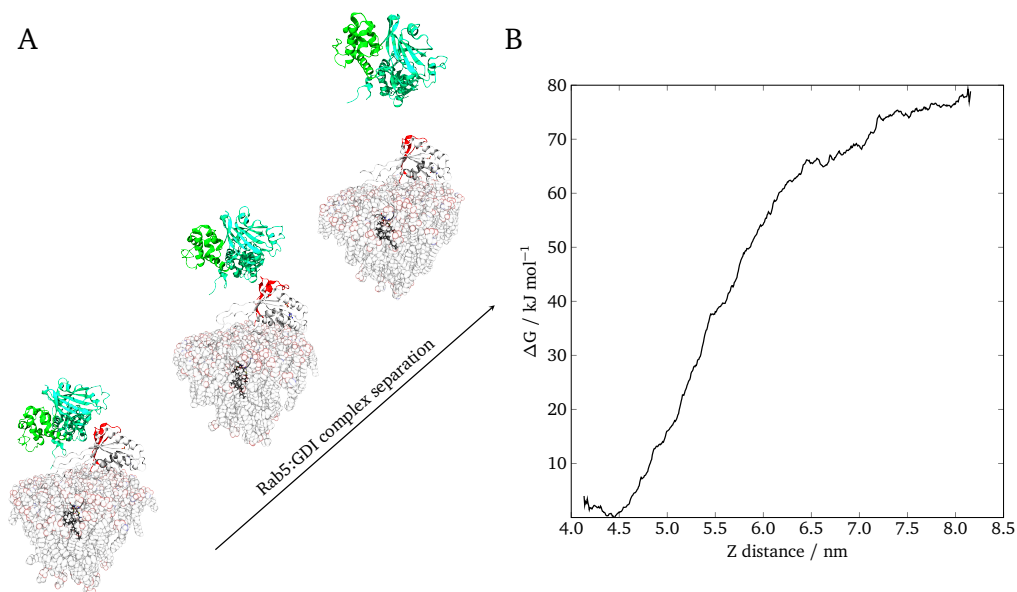 A
B
Rab5:GDI complex separation
ΔG / kJ mol⁻¹
80
70
60
50
40
30
20
10
4.0 4.5 5.0 5.5 6.0 6.5 7.0 7.5 8.0 8.5
Z distance / nm